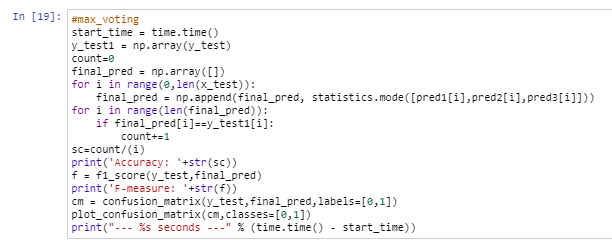 In [19]: #max_voting
start_time = time.time()
y_test1 = np.array(y_test)
count=0
final_pred = np.array([])
for i in range(0,len(x_test)):
    final_pred = np.append(final_pred, statistics.mode([pred1[i],pred2[i],pred3[i]]))
for i in range(len(final_pred)):
    if final_pred[i]==y_test1[i]:
        count+=1
sc=count/(i)
print('Accuracy: '+str(sc))
f = f1_score(y_test,final_pred)
print('F-measure: '+str(f))
cm = confusion_matrix(y_test,final_pred,labels=[0,1])
plot_confusion_matrix(cm,classes=[0,1])
print("--- %s seconds ---" % (time.time() - start_time))